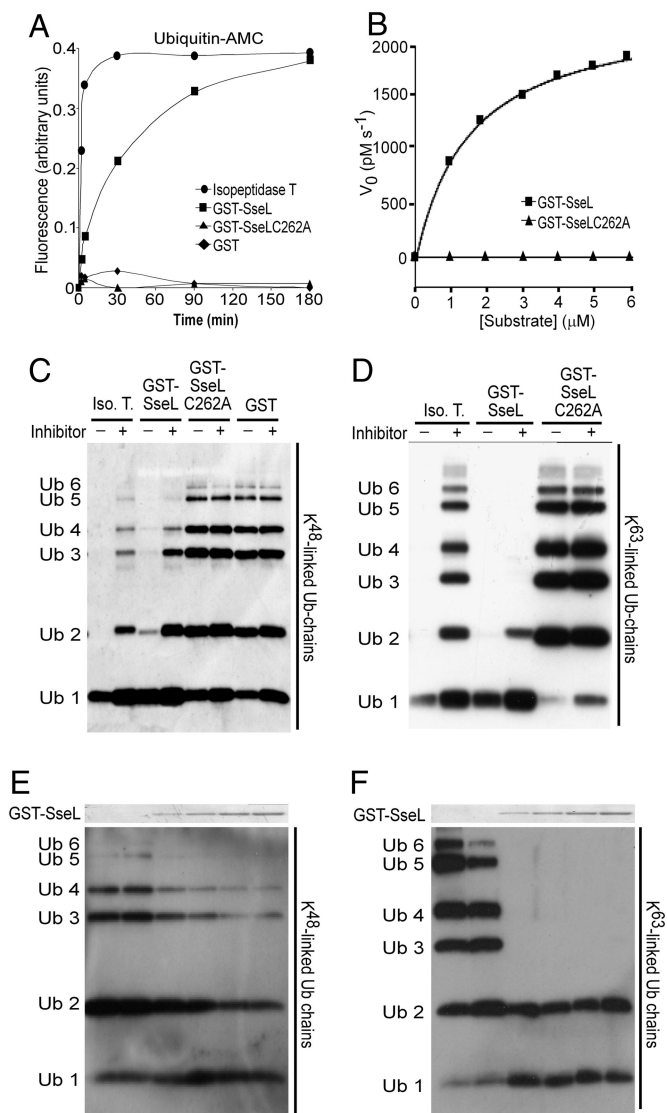 A
Ubiquitin-AMC
Fluorescence (arbitrary units)
0.4
0.3
0.2
0.1
0
Isopeptidase T
GST-SseL
GST-SseLC262A
GST
0 30 60 90 120 150 180
Time (min)
B
V0 (pM s-1)
2000
1500
1000
500
0
GST-SseL
GST-SseLC262A
0 1 2 3 4 5 6
[Substrate] (µM)
C
Iso. T.
GST-
SseL
GST-
SseL
C262A
GST
Inhibitor – + – + – + – +
Ub 6
Ub 5
Ub 4
Ub 3
Ub 2
Ub 1
K48-linked Ub-chains
D
Iso. T.
GST-
SseL
GST-
SseL
C262A
Inhibitor – + – + – +
Ub 6
Ub 5
Ub 4
Ub 3
Ub 2
Ub 1
K63-linked Ub-chains
E
GST-SseL
Ub 6
Ub 5
Ub 4
Ub 3
Ub 2
Ub 1
K48-linked Ub chains
F
GST-SseL
Ub 6
Ub 5
Ub 4
Ub 3
Ub 2
Ub 1
K63-linked Ub chains